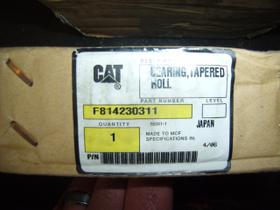 CAT
BEARING, TAPERED
ROLL
PART NUMBER
LEVEL
F814230311
QUANTITY
JAPAN
1
MADE TO MCF
SPECIFICATIONS IN
4/06
P/N